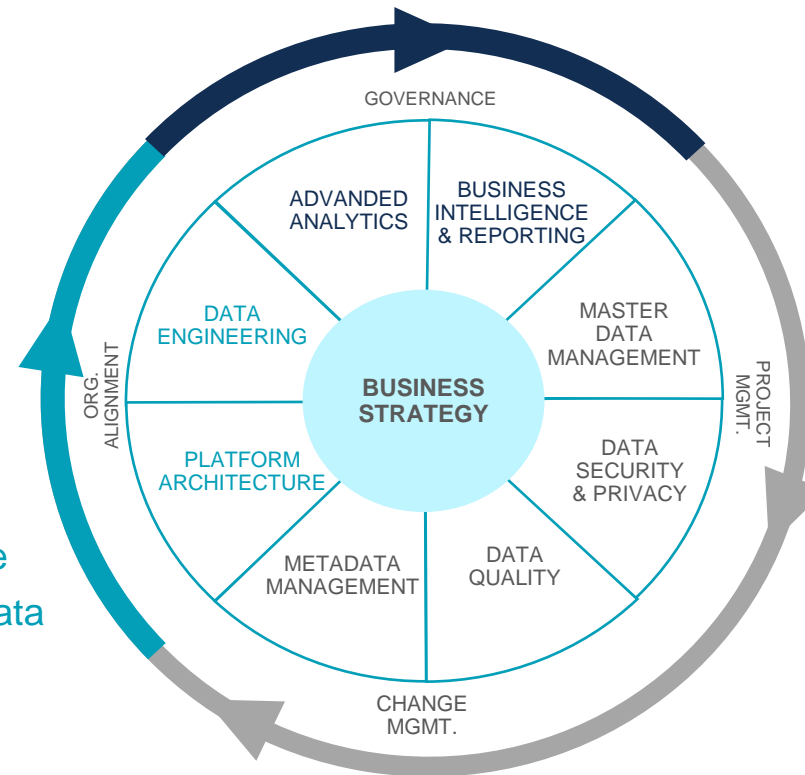 GOVERNANCE
ADVANDED
ANALYTICS
BUSINESS
INTELLIGENCE
& REPORTING
DATA
ENGINEERING
MASTER
DATA
MANAGEMENT
ORG.
ALIGNMENT
BUSINESS
STRATEGY
PROJECT
MGMT.
PLATFORM
ARCHITECTURE
DATA
SECURITY
& PRIVACY
METADATA
MANAGEMENT
DATA
QUALITY
CHANGE
MGMT.